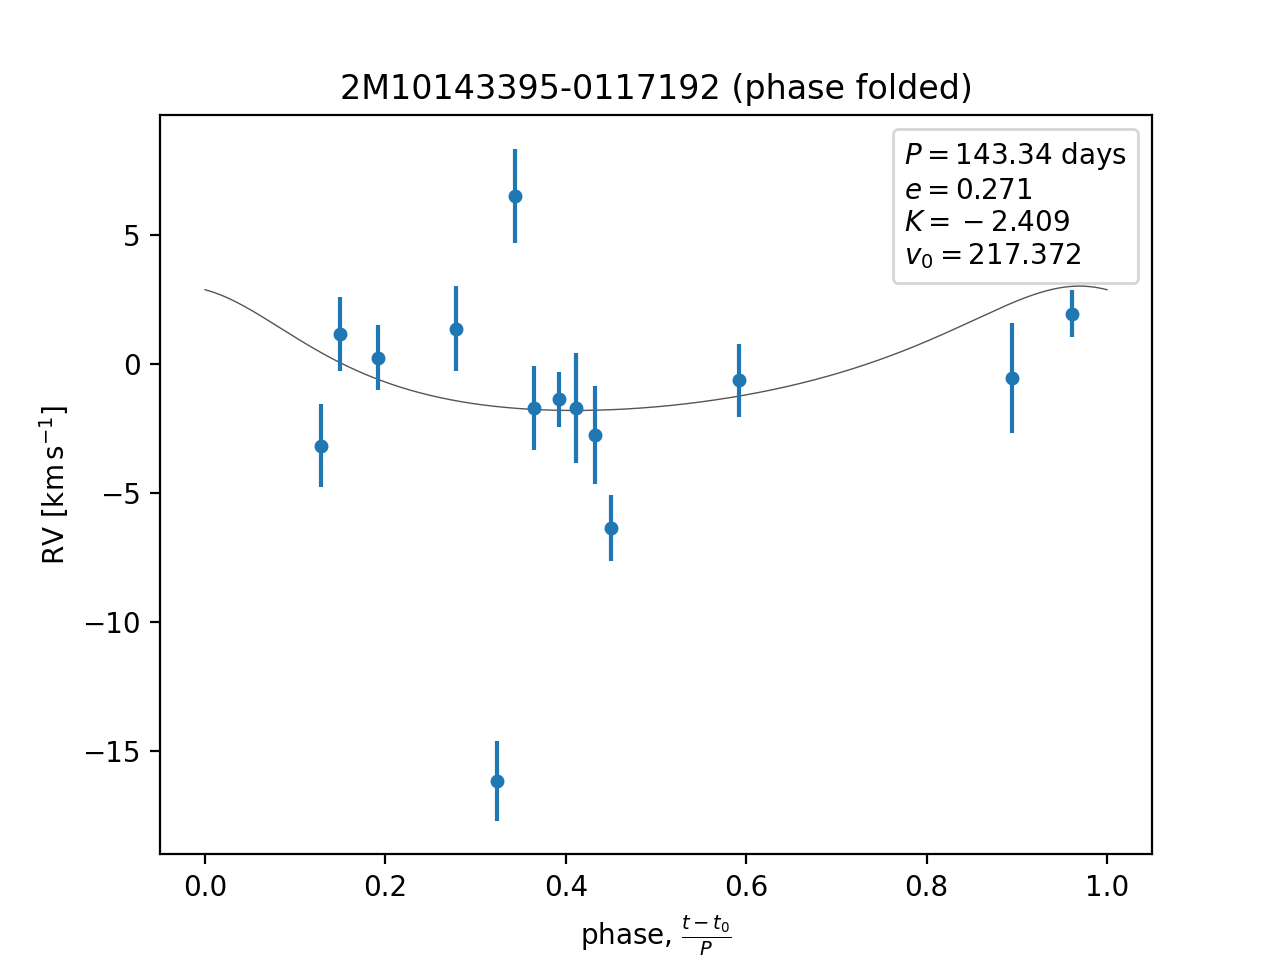 2M10143395-0117192 (phase folded)
P = 143.34 days
e = 0.271
K = −2.409
v₀ = 217.372
5
0
−5
−10
−15
RV [km s⁻¹]
0.0 0.2 0.4 0.6 0.8 1.0
phase, (t − t₀)/P